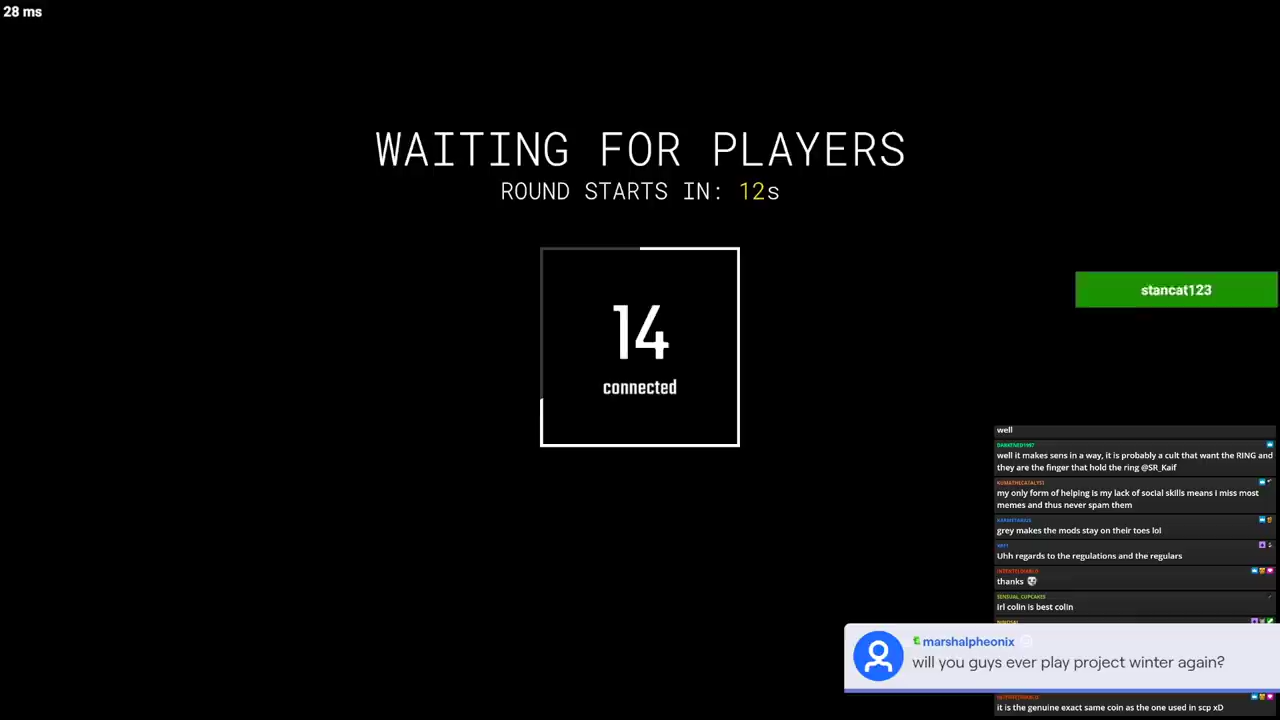 28 ms
WAITING FOR PLAYERS
ROUND STARTS IN: 12s
14
connected
stancat123
well
DARKENED1997
well it makes sens in a way, it is probably a cult that want the RING and
they are the finger that hold the ring @SR_Kaif
KUMATHECATALYST
my only form of helping is my lack of social skills means i miss most
memes and thus never spam them
grey makes the mods stay on their toes lol
Uhh regards to the regulations and the regulars
thanks
SENSUAL_CUPCAKES
irl colin is best colin
marshalpheonix
will you guys ever play project winter again?
it is the genuine exact same coin as the one used in scp xD